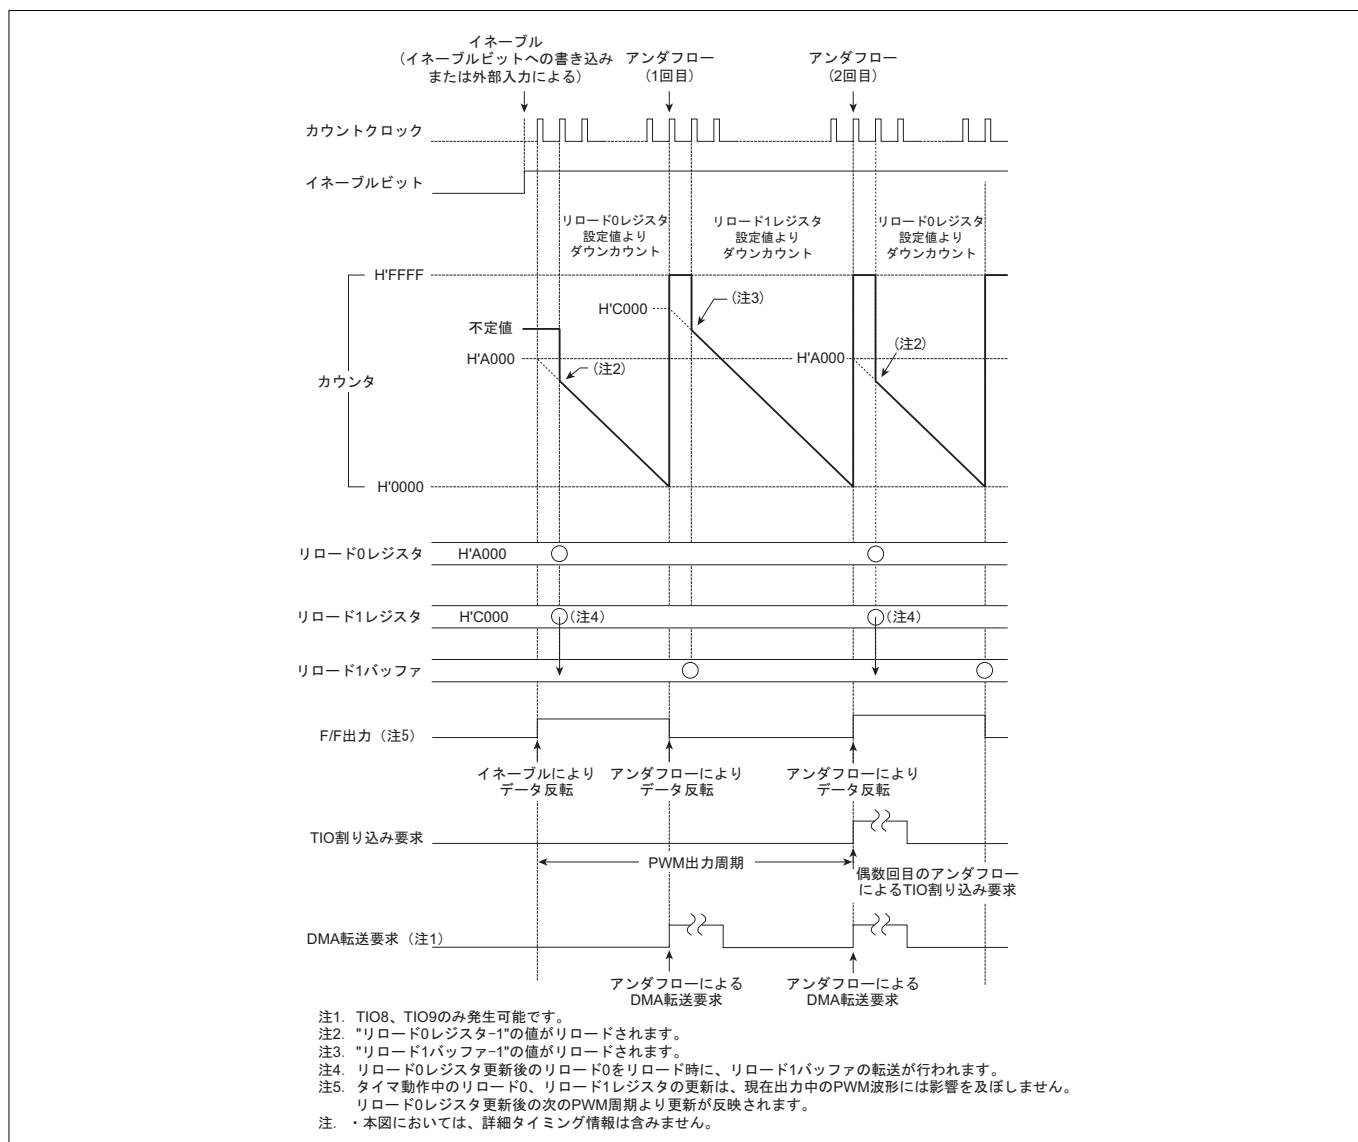 イネーブル
(イネーブルビットへの書き込み
または外部入力による)
アンダフロー
(1回目)
アンダフロー
(2回目)
カウントクロック
イネーブルビット
リロード0レジスタ
設定値より
ダウンカウント
リロード1レジスタ
設定値より
ダウンカウント
リロード0レジスタ
設定値より
ダウンカウント
H'FFFF
H'C000
(注3)
不定値
H'A000
(注2)
H'A000
(注2)
カウンタ
H'0000
リロード0レジスタ H'A000
リロード1レジスタ H'C000 (注4) (注4)
リロード1バッファ
F/F出力(注5)
イネーブルにより
データ反転
アンダフローにより
データ反転
アンダフローにより
データ反転
TIO割り込み要求
PWM出力周期
偶数回目のアンダフロー
によるTIO割り込み要求
DMA転送要求(注1)
アンダフローによる
DMA転送要求
アンダフローによる
DMA転送要求
注1. TIO8、TIO9のみ発生可能です。
注2. "リロード0レジスタ-1"の値がリロードされます。
注3. "リロード1バッファ-1"の値がリロードされます。
注4. リロード0レジスタ更新後のリロード0をリロード時に、リロード1バッファの転送が行われます。
注5. タイマ動作中のリロード0、リロード1レジスタの更新は、現在出力中のPWM波形には影響を及ぼしません。
リロード0レジスタ更新後の次のPWM周期より更新が反映されます。
注. ・本図においては、詳細タイミング情報は含みません。